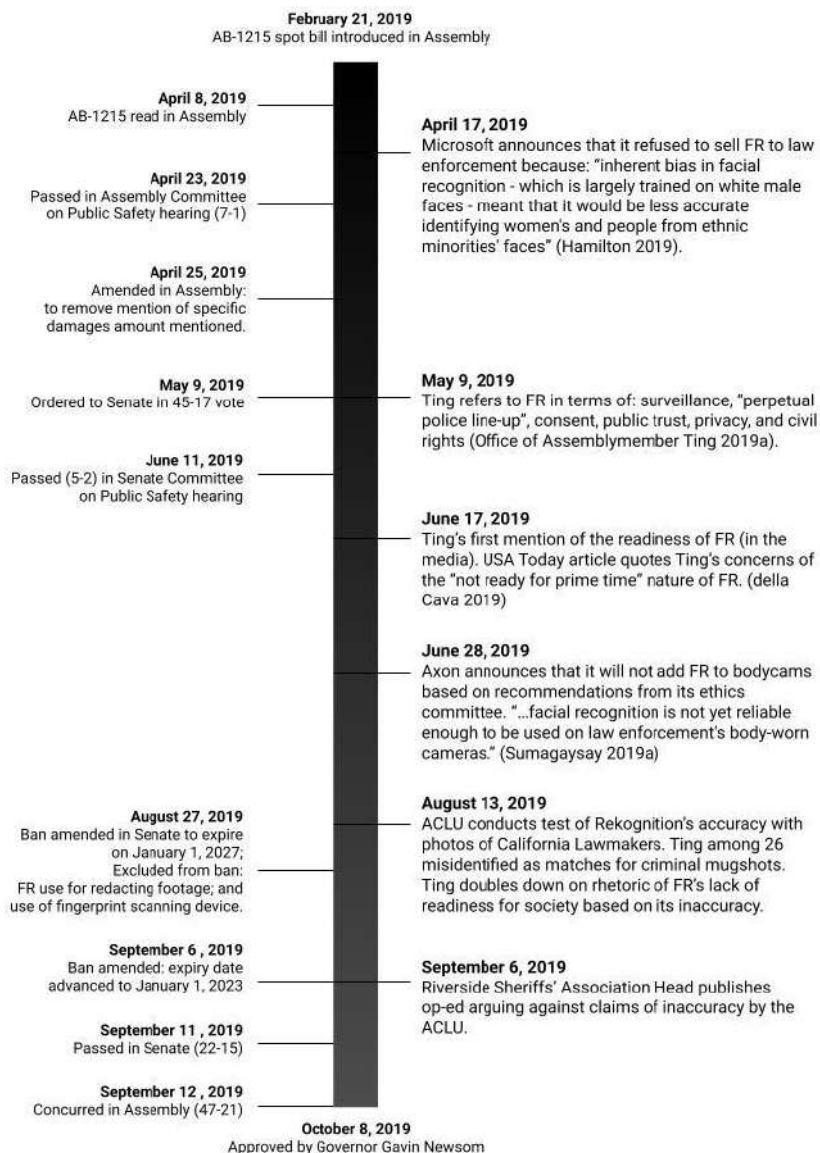 February 21, 2019
AB-1215 spot bill introduced in Assembly
April 8, 2019
AB-1215 read in Assembly
April 17, 2019
Microsoft announces that it refused to sell FR to law
enforcement because: “inherent bias in facial
recognition - which is largely trained on white male
faces - meant that it would be less accurate
identifying women's and people from ethnic
minorities' faces” (Hamilton 2019).
April 23, 2019
Passed in Assembly Committee
on Public Safety hearing (7-1)
April 25, 2019
Amended in Assembly:
to remove mention of specific
damages amount mentioned.
May 9, 2019
Ordered to Senate in 45-17 vote
May 9, 2019
Ting refers to FR in terms of: surveillance, “perpetual
police line-up”, consent, public trust, privacy, and civil
rights (Office of Assemblymember Ting 2019a).
June 11, 2019
Passed (5-2) in Senate Committee
on Public Safety hearing
June 17, 2019
Ting’s first mention of the readiness of FR (in the
media). USA Today article quotes Ting’s concerns of
the “not ready for prime time” nature of FR. (della
Cava 2019)
June 28, 2019
Axon announces that it will not add FR to bodycams
based on recommendations from its ethics
committee. “...facial recognition is not yet reliable
enough to be used on law enforcement's body-worn
cameras.” (Sumagaysay 2019a)
August 13, 2019
ACLU conducts test of Rekognition’s accuracy with
photos of California Lawmakers. Ting among 26
misidentified as matches for criminal mugshots.
Ting doubles down on rhetoric of FR’s lack of
readiness for society based on its inaccuracy.
August 27, 2019
Ban amended in Senate to expire
on January 1, 2027;
Excluded from ban:
FR use for redacting footage; and
use of fingerprint scanning device.
September 6 , 2019
Ban amended: expiry date
advanced to January 1, 2023
September 6, 2019
Riverside Sheriffs’ Association Head publishes
op-ed arguing against claims of inaccuracy by the
ACLU.
September 11 , 2019
Passed in Senate (22-15)
September 12 , 2019
Concurred in Assembly (47-21)
October 8, 2019
Approved by Governor Gavin Newsom